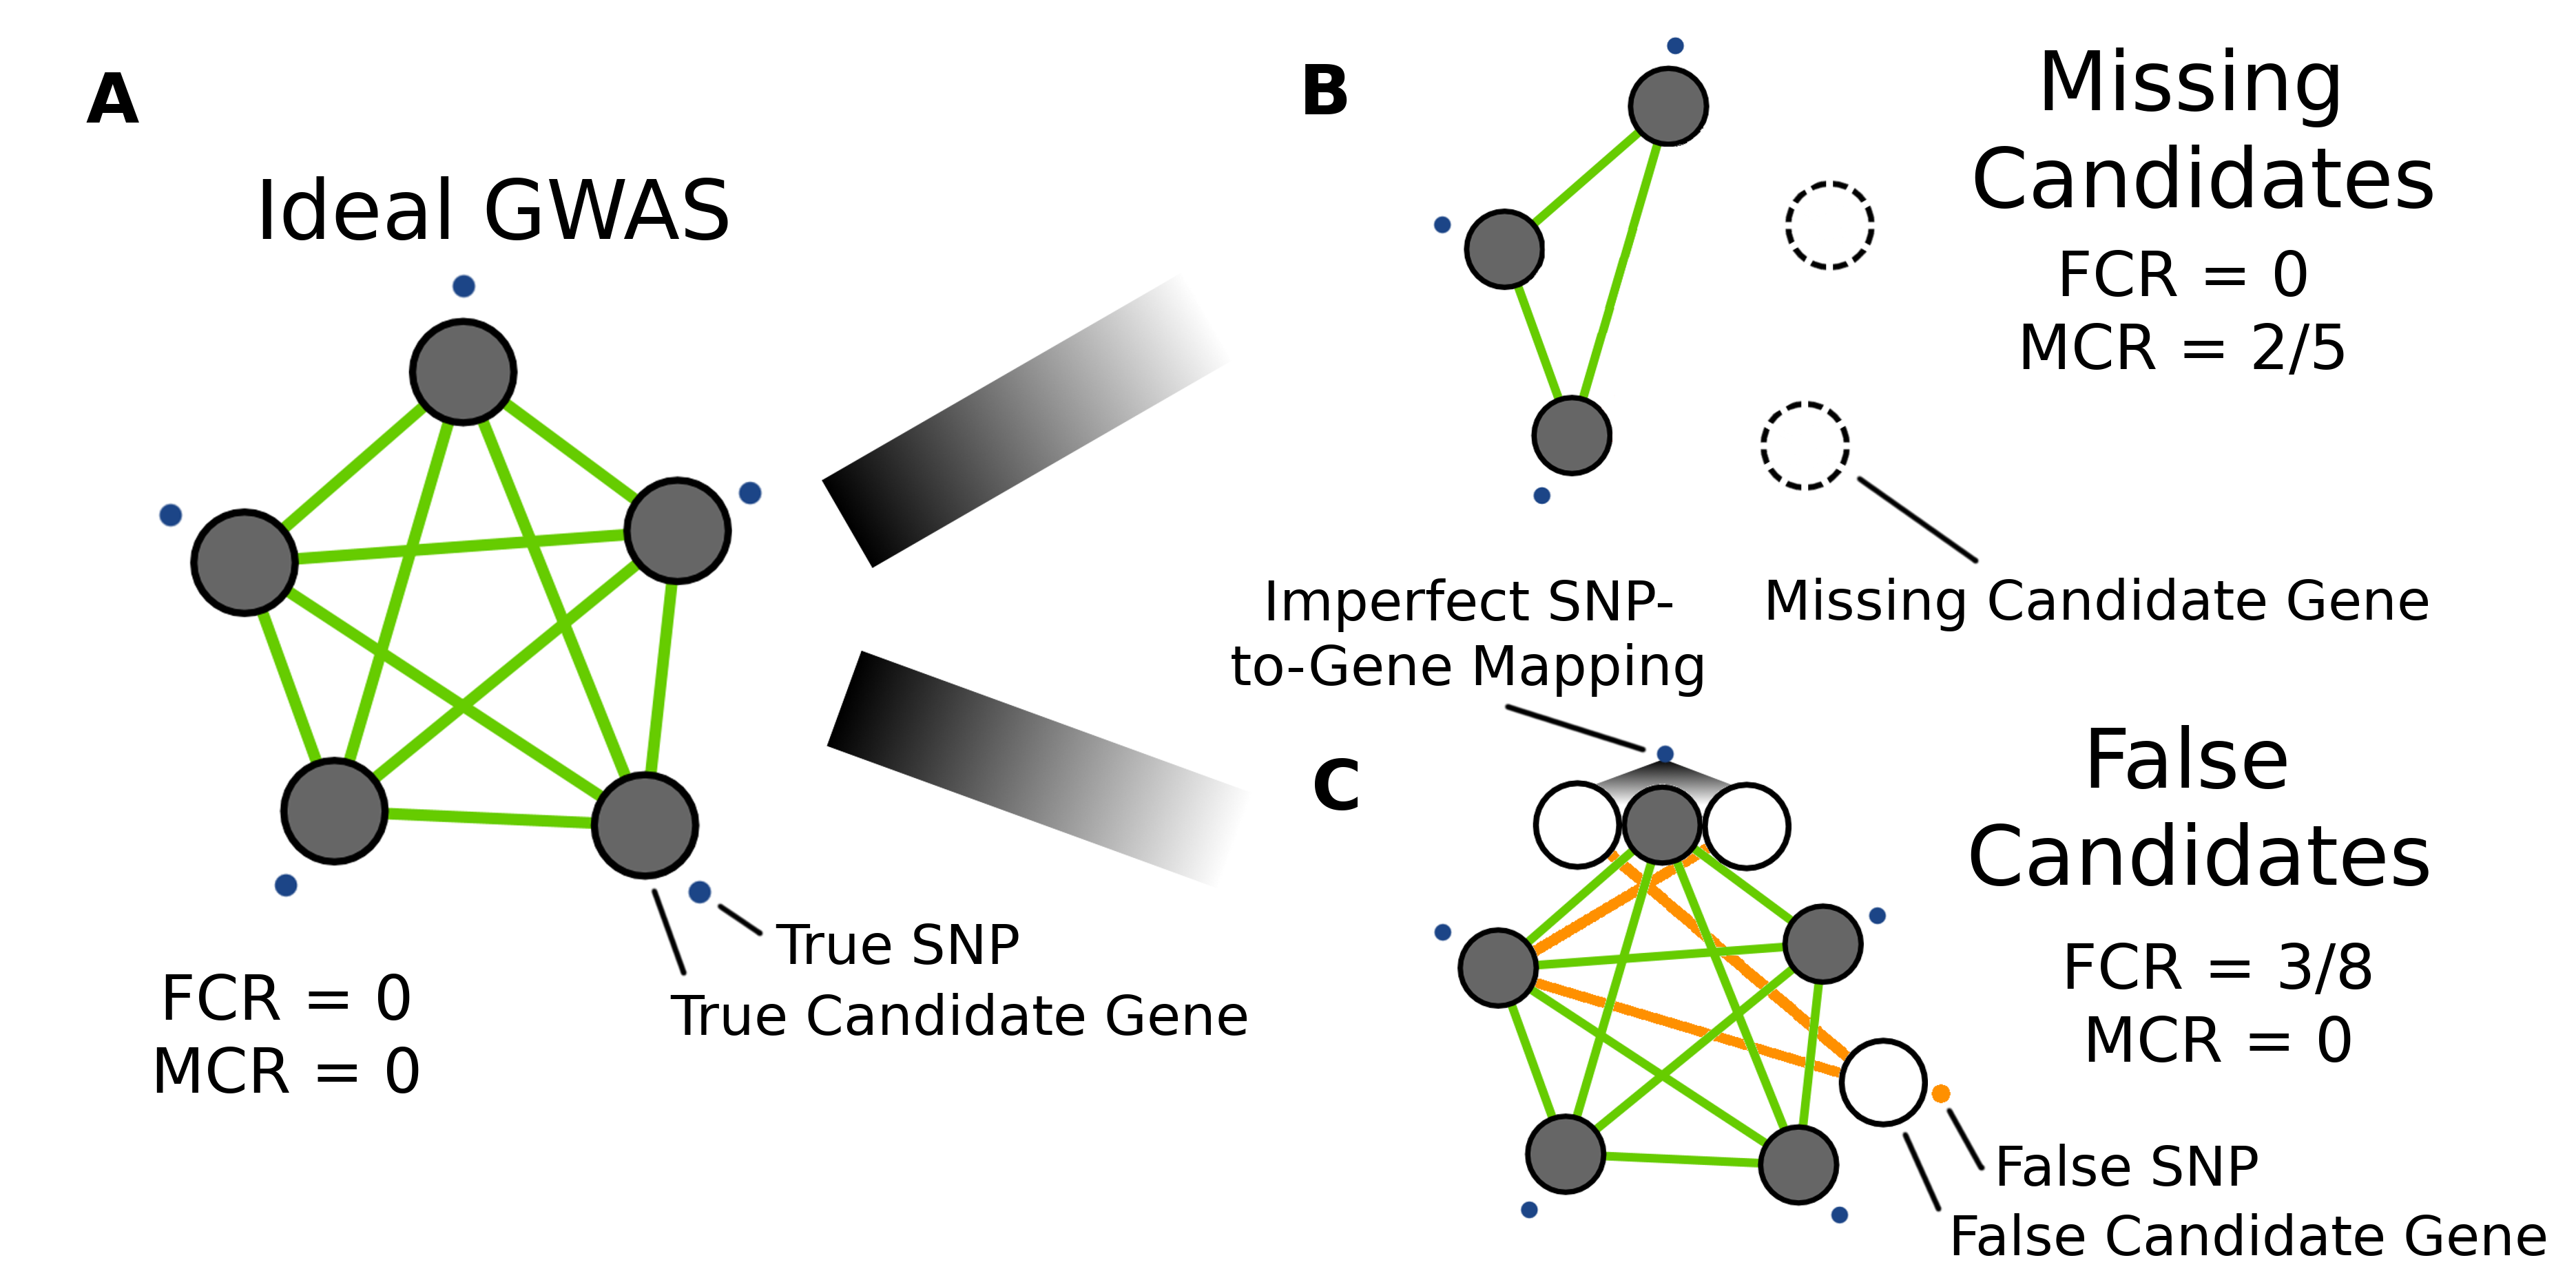 A
Ideal GWAS
True SNP
True Candidate Gene
FCR = 0
MCR = 0
B
Missing
Candidates
FCR = 0
MCR = 2/5
Missing Candidate Gene
Imperfect SNP-
to-Gene Mapping
C
False
Candidates
FCR = 3/8
MCR = 0
False SNP
False Candidate Gene